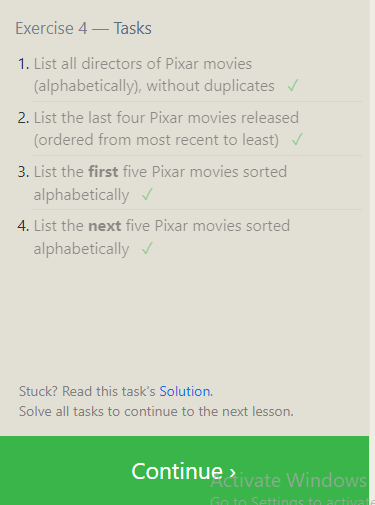 Exercise 4 — Tasks
1. List all directors of Pixar movies
(alphabetically), without duplicates ✓
2. List the last four Pixar movies released
(ordered from most recent to least) ✓
3. List the first five Pixar movies sorted
alphabetically ✓
4. List the next five Pixar movies sorted
alphabetically ✓
Stuck? Read this task's Solution.
Solve all tasks to continue to the next lesson.
Continue ›
Activate Windows
Go to Settings to activat